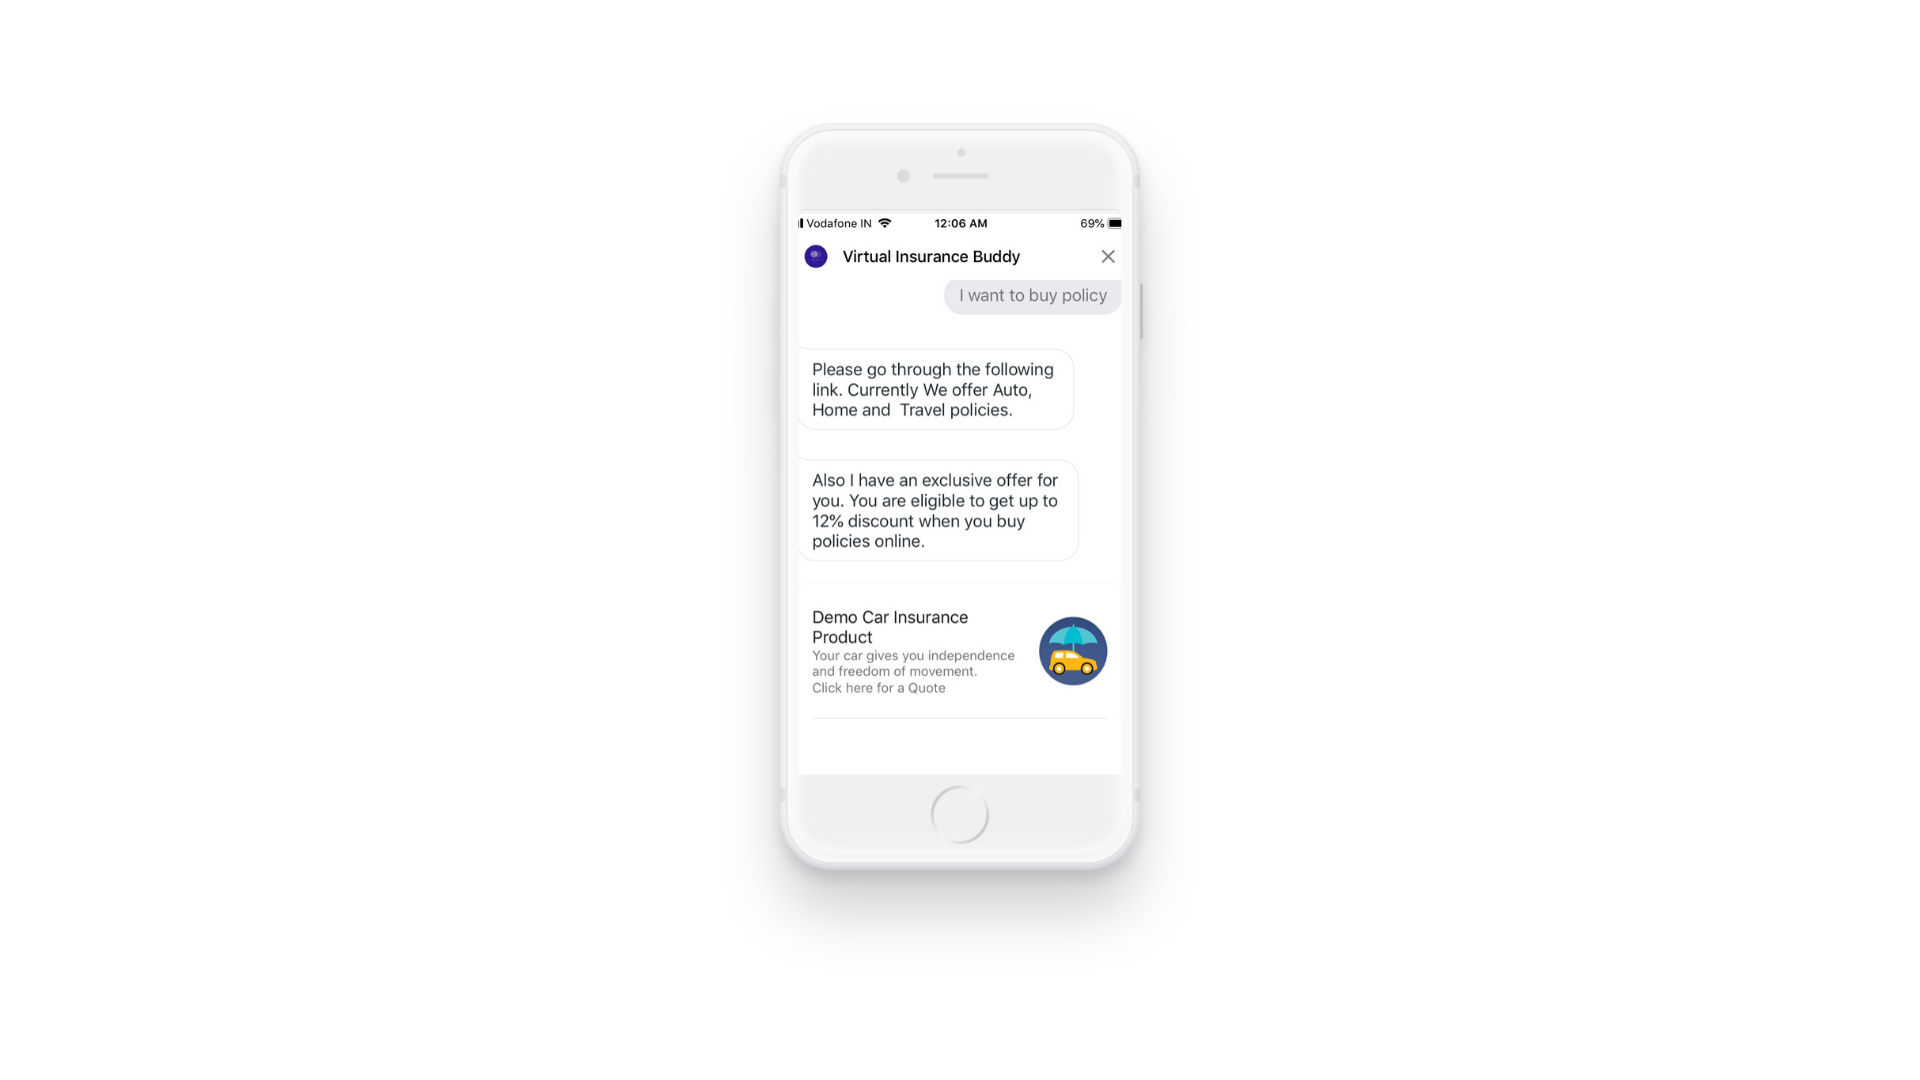 Vodafone IN 12:06 AM 69%
Virtual Insurance Buddy
I want to buy policy
Please go through the following
link. Currently We offer Auto,
Home and  Travel policies.
Also I have an exclusive offer for
you. You are eligible to get up to
12% discount when you buy
policies online.
Demo Car Insurance
Product
Your car gives you independence
and freedom of movement.
Click here for a Quote